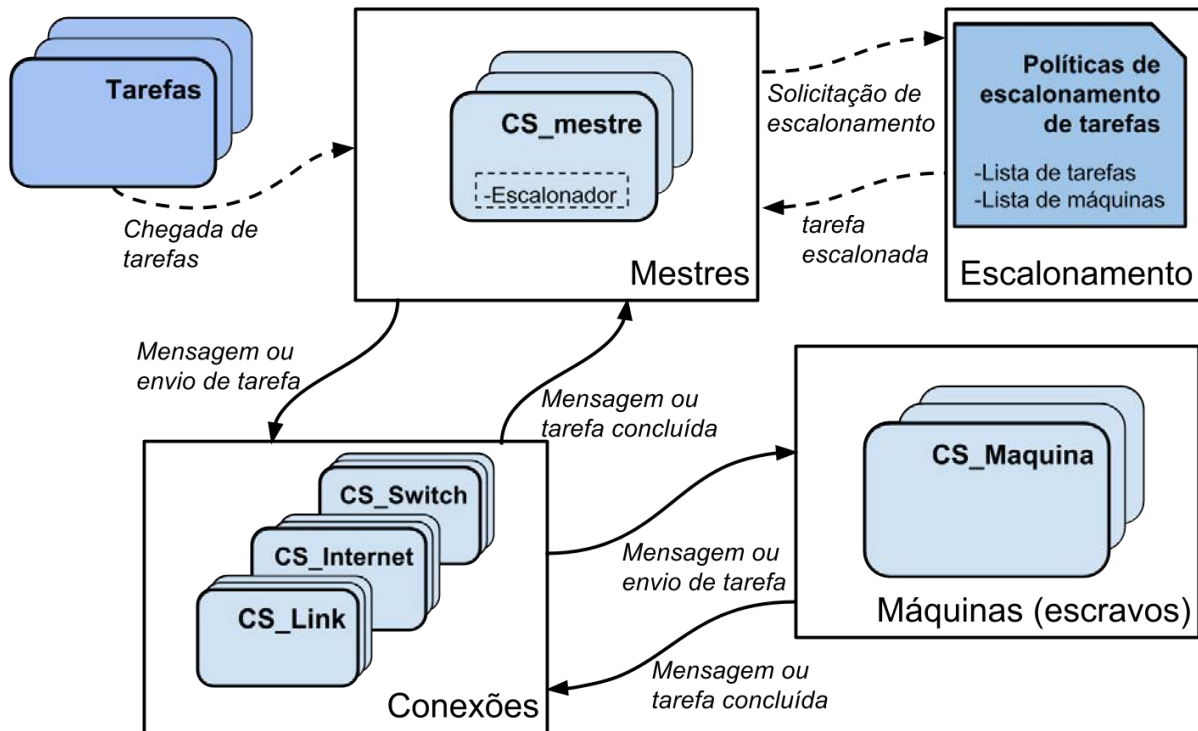 Tarefas
Chegada de
tarefas
CS_mestre
-Escalonador
Mestres
Solicitação de
escalonamento
tarefa
escalonada
Políticas de
escalonamento
de tarefas
-Lista de tarefas
-Lista de máquinas
Escalonamento
Mensagem ou
envio de tarefa
Mensagem ou
tarefa concluída
CS_Switch
CS_Internet
CS_Link
Conexões
Mensagem ou
envio de tarefa
Mensagem ou
tarefa concluída
CS_Maquina
Máquinas (escravos)